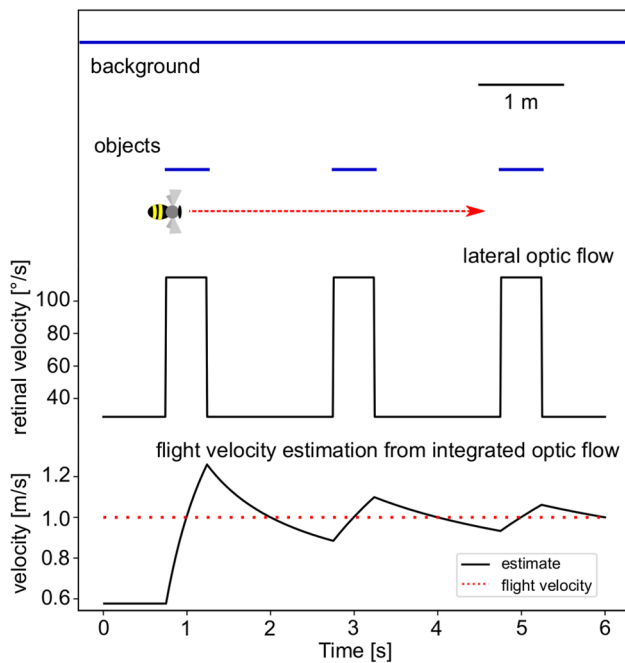 background
1 m
objects
lateral optic flow
retinal velocity [°/s]
100
80
60
40
flight velocity estimation from integrated optic flow
velocity [m/s]
1.2
1.0
0.8
0.6
estimate
flight velocity
0 1 2 3 4 5 6
Time [s]